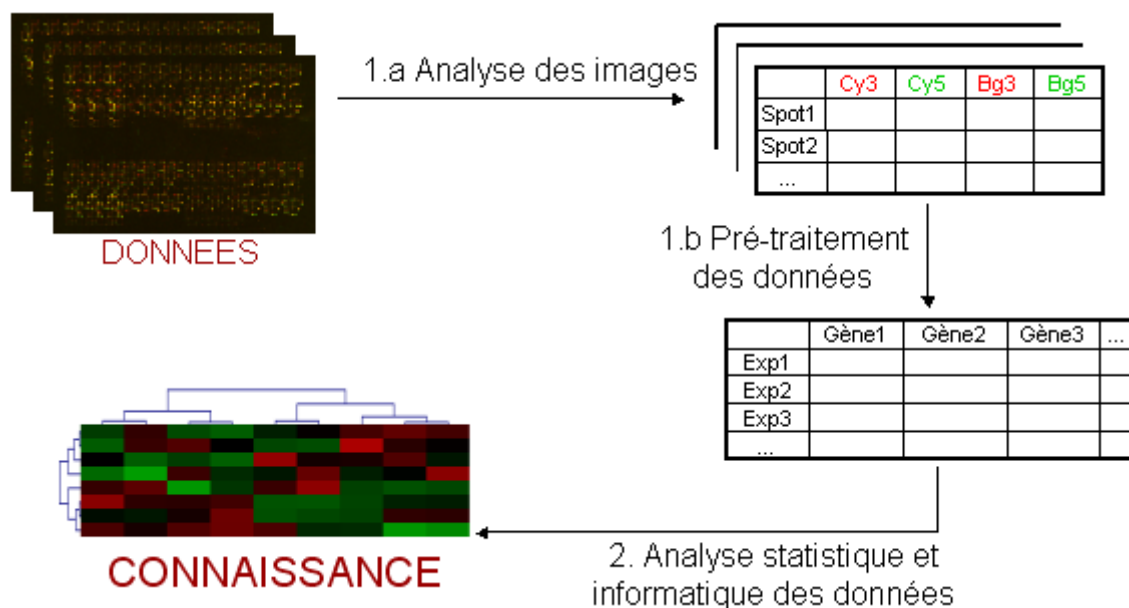 1.a Analyse des images
DONNEES
Cy3 Cy5 Bg3 Bg5
Spot1
Spot2
...
1.b Pré-traitement
des données
Gène1 Gène2 Gène3 ...
Exp1
Exp2
Exp3
...
2. Analyse statistique et
informatique des données
CONNAISSANCE